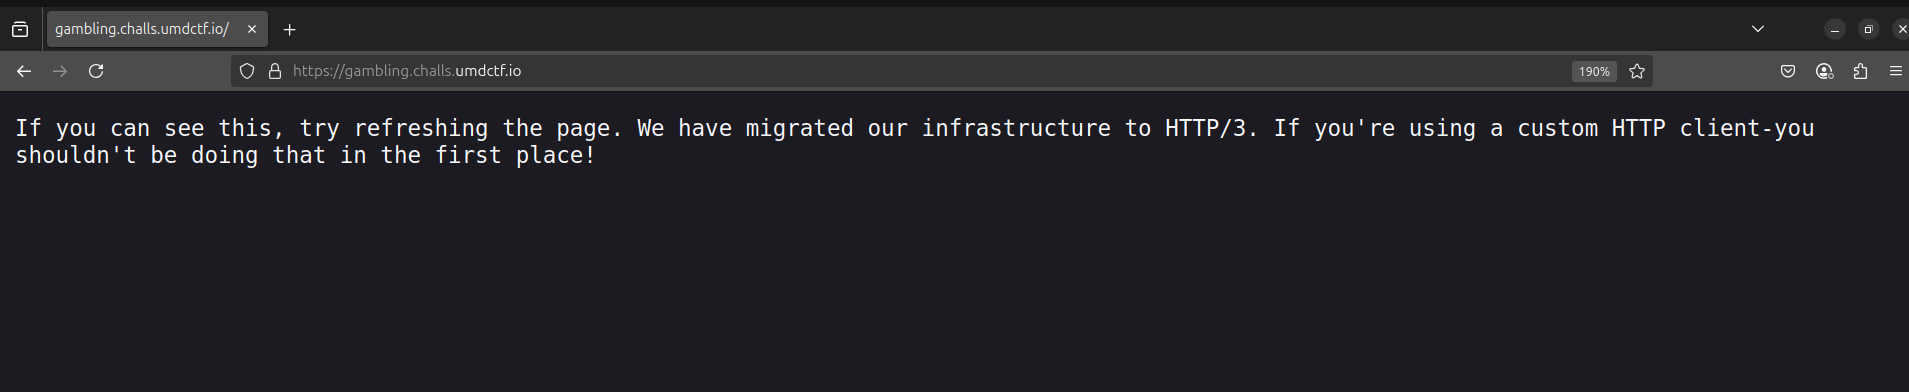 gambling.challs.umdctf.io/
https://gambling.challs.umdctf.io
190%
If you can see this, try refreshing the page. We have migrated our infrastructure to HTTP/3. If you're using a custom HTTP client-you
shouldn't be doing that in the first place!